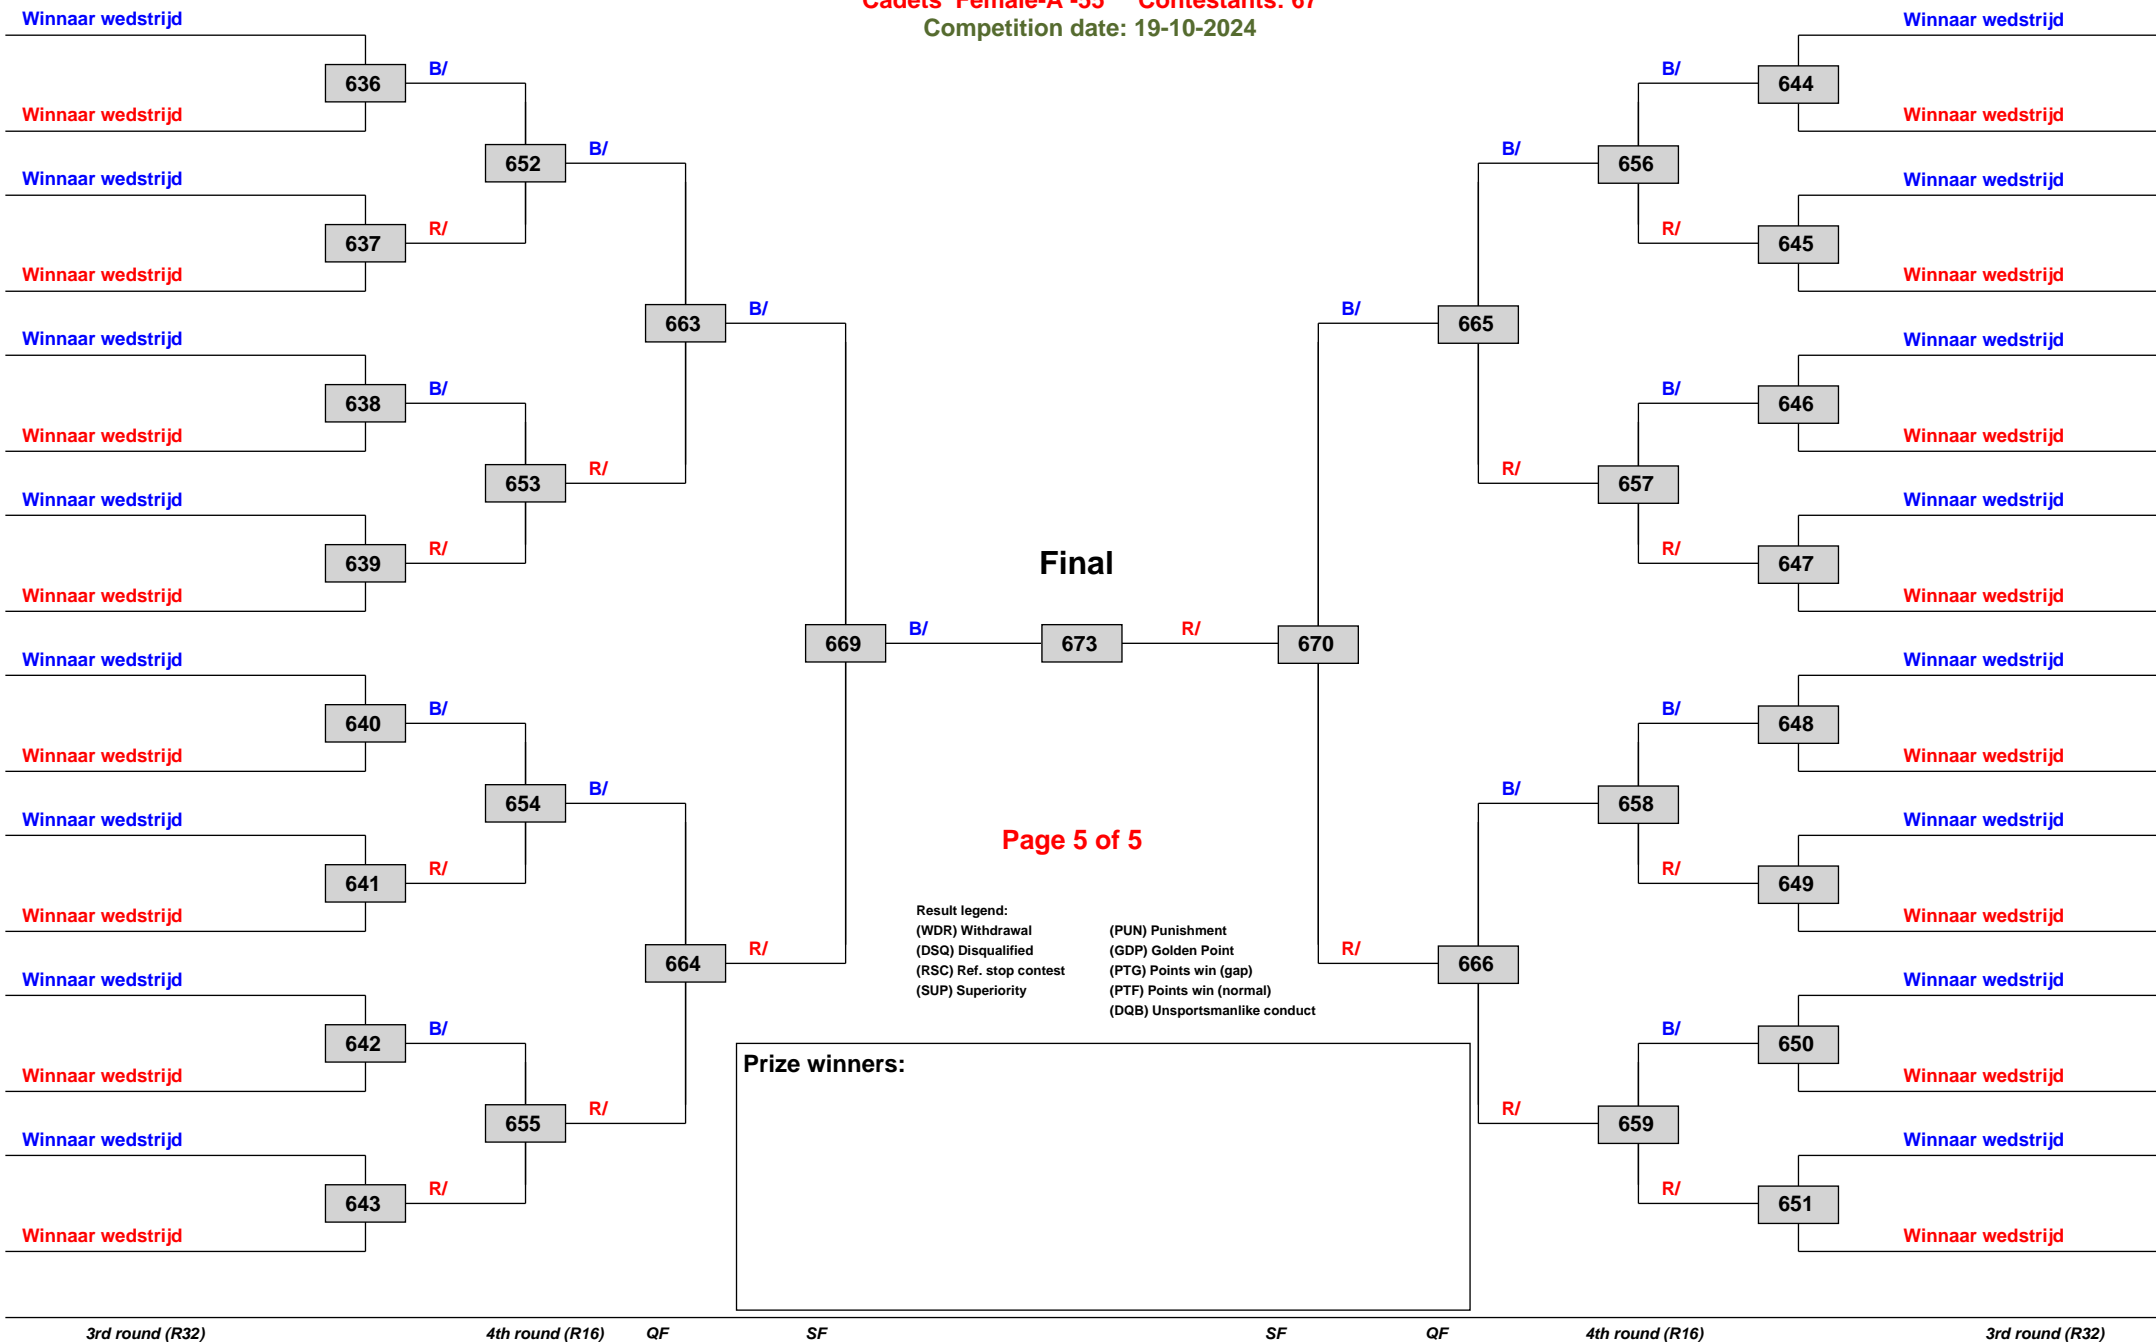 Cadets Female-A -55 Contestants: 67
Competition date: 19-10-2024
Winnaar wedstrijd
636
B/
Winnaar wedstrijd
652
B/
Winnaar wedstrijd
637
R/
Winnaar wedstrijd
663
B/
Winnaar wedstrijd
638
B/
Winnaar wedstrijd
653
R/
Winnaar wedstrijd
639
R/
Winnaar wedstrijd
669
B/
Winnaar wedstrijd
640
B/
Winnaar wedstrijd
654
B/
Winnaar wedstrijd
641
R/
Winnaar wedstrijd
664
R/
Winnaar wedstrijd
642
B/
Winnaar wedstrijd
655
R/
Winnaar wedstrijd
643
R/
Winnaar wedstrijd
Final
673
R/
670
Winnaar wedstrijd
B/
644
Winnaar wedstrijd
B/
656
Winnaar wedstrijd
R/
645
Winnaar wedstrijd
B/
665
Winnaar wedstrijd
B/
646
Winnaar wedstrijd
R/
657
Winnaar wedstrijd
R/
647
Winnaar wedstrijd
Winnaar wedstrijd
B/
648
Winnaar wedstrijd
B/
658
Winnaar wedstrijd
R/
649
Winnaar wedstrijd
R/
666
Winnaar wedstrijd
B/
650
Winnaar wedstrijd
R/
659
Winnaar wedstrijd
R/
651
Winnaar wedstrijd
Page 5 of 5
Result legend:
(WDR) Withdrawal (PUN) Punishment
(DSQ) Disqualified (GDP) Golden Point
(RSC) Ref. stop contest (PTG) Points win (gap)
(SUP) Superiority (PTF) Points win (normal)
(DQB) Unsportsmanlike conduct
Prize winners:
3rd round (R32) 4th round (R16) QF SF SF QF 4th round (R16) 3rd round (R32)